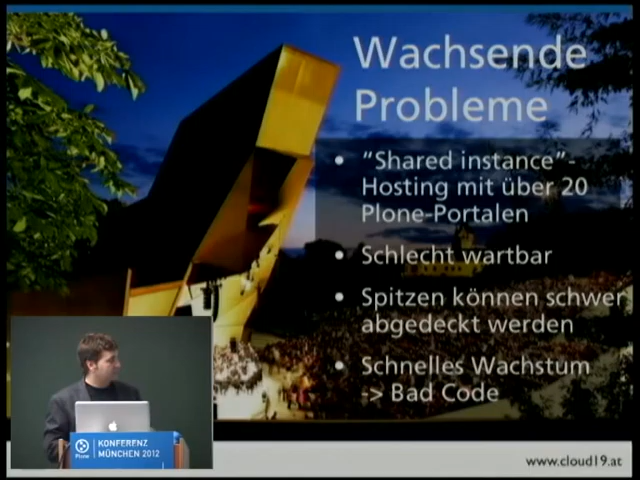 Wachsende
Probleme
• "Shared instance"-
Hosting mit über 20
Plone-Portalen
• Schlecht wartbar
• Spitzen können schwer
abgedeckt werden
• Schnelles Wachstum
-> Bad Code
Plone
KONFERENZ
MÜNCHEN 2012
www.cloud19.at